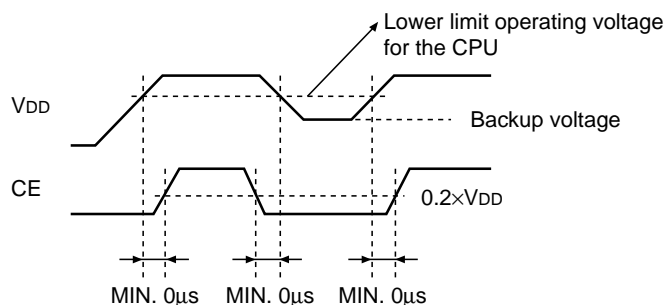 Lower limit operating voltage
for the CPU
VDD
Backup voltage
CE
0.2×VDD
MIN. 0μs MIN. 0μs MIN. 0μs